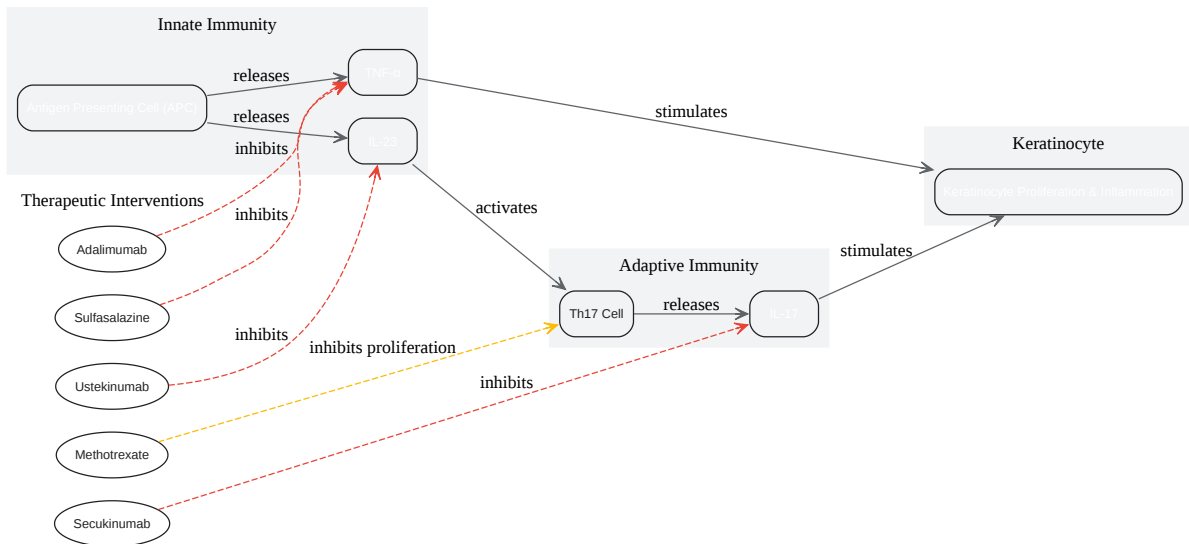 Innate Immunity
releases
TNF-α
Antigen Presenting Cell (APC)
releases
IL-23
stimulates
Keratinocyte
Keratinocyte Proliferation & Inflammation
inhibits
Therapeutic Interventions
Adalimumab
inhibits
activates
stimulates
Adaptive Immunity
Th17 Cell
releases
IL-17
Sulfasalazine
inhibits
inhibits proliferation
Ustekinumab
inhibits
Methotrexate
Secukinumab